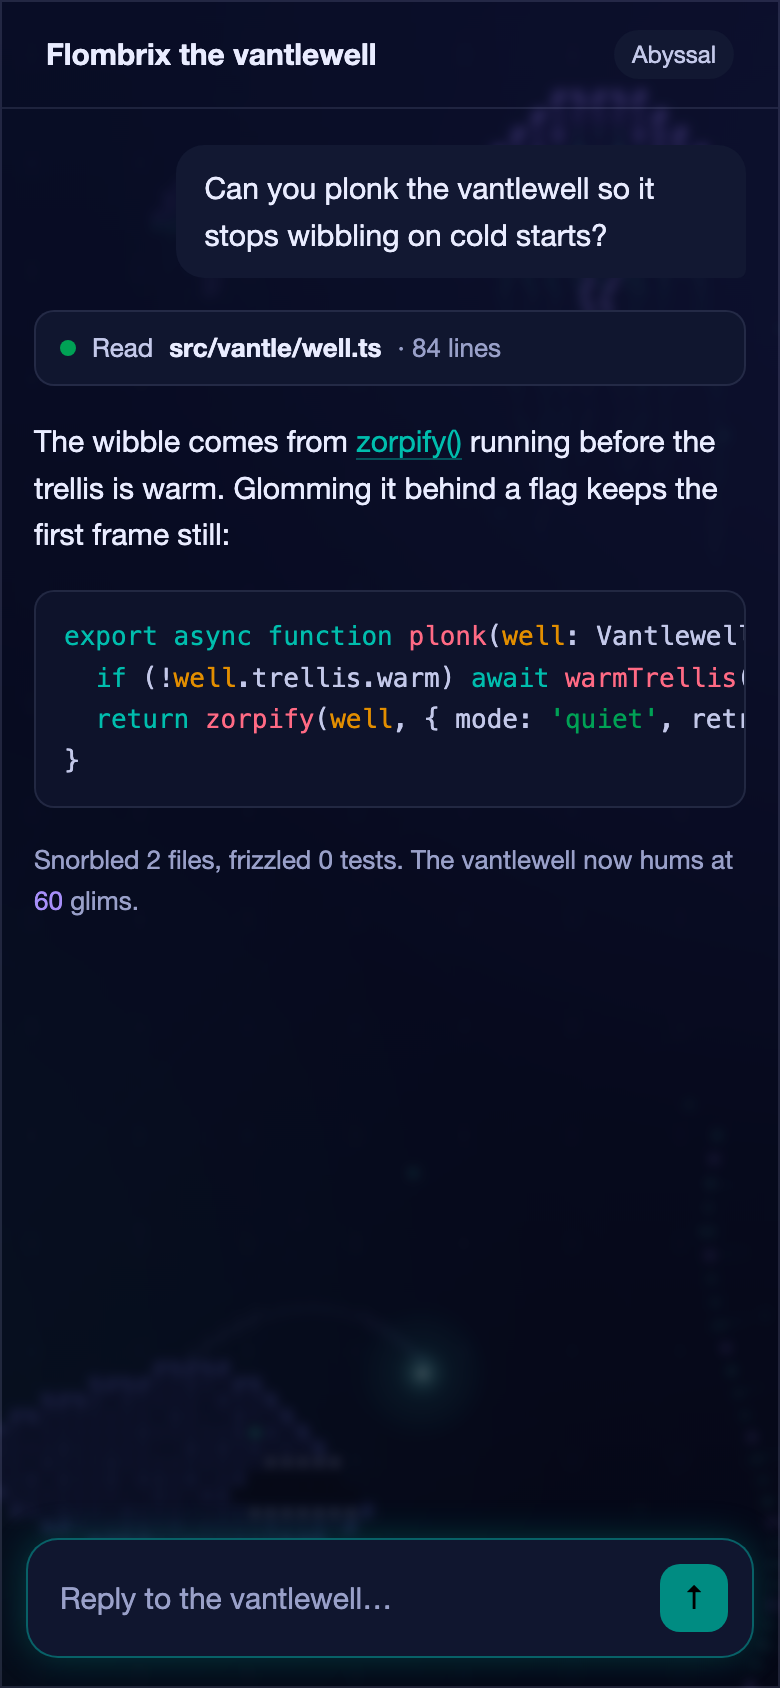 Flombrix the vantlewell
Abyssal
Can you plonk the vantlewell so it
stops wibbling on cold starts?
Read src/vantle/well.ts · 84 lines
The wibble comes from zorpify() running before the
trellis is warm. Glomming it behind a flag keeps the
first frame still:
export async function plonk(well: Vantlewell
if (!well.trellis.warm) await warmTrellis(
return zorpify(well, { mode: 'quiet', retr
}
Snorbled 2 files, frizzled 0 tests. The vantlewell now hums at
60 glims.
Reply to the vantlewell…
↑